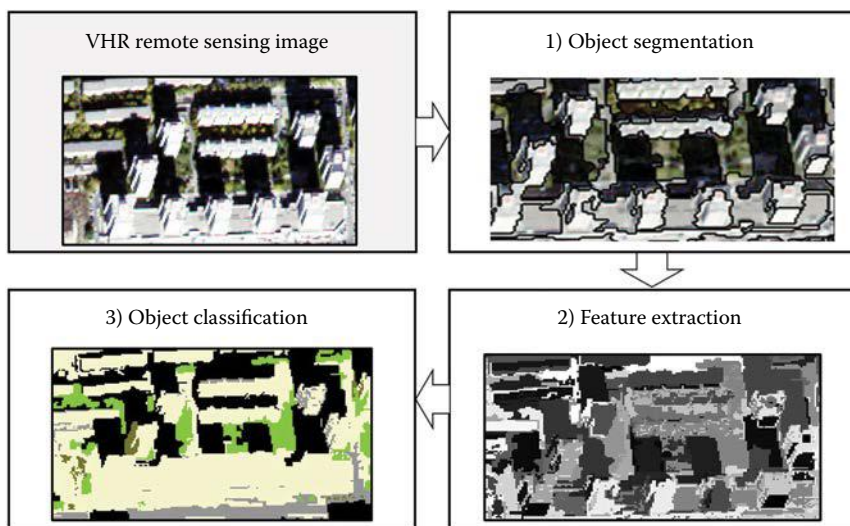 VHR remote sensing image
1) Object segmentation
2) Feature extraction
3) Object classification